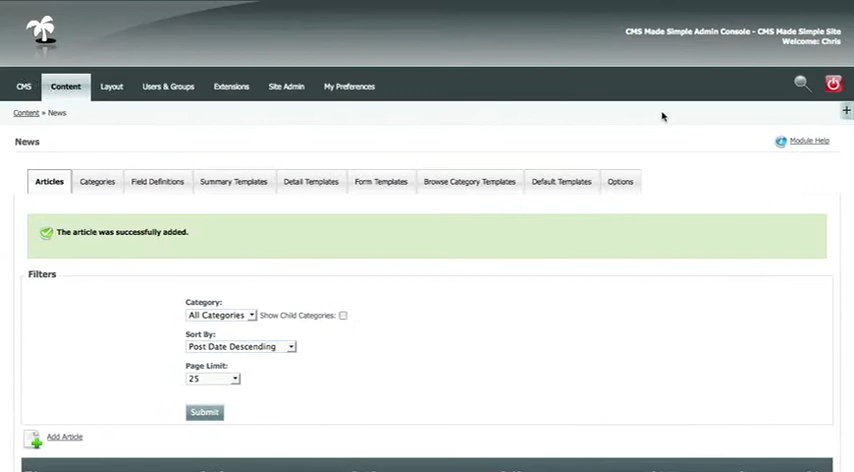 CMS Made Simple Admin Console - CMS Made Simple Site
Welcome: Chris
CMS Content Layout Users & Groups Extensions Site Admin My Preferences
Content » News
News
Module Help
Articles Categories Field Definitions Summary Templates Detail Templates Form Templates Browse Category Templates Default Templates Options
The article was successfully added.
Filters
Category:
All Categories Show Child Categories:
Sort By:
Post Date Descending
Page Limit:
25
Submit
Add Article